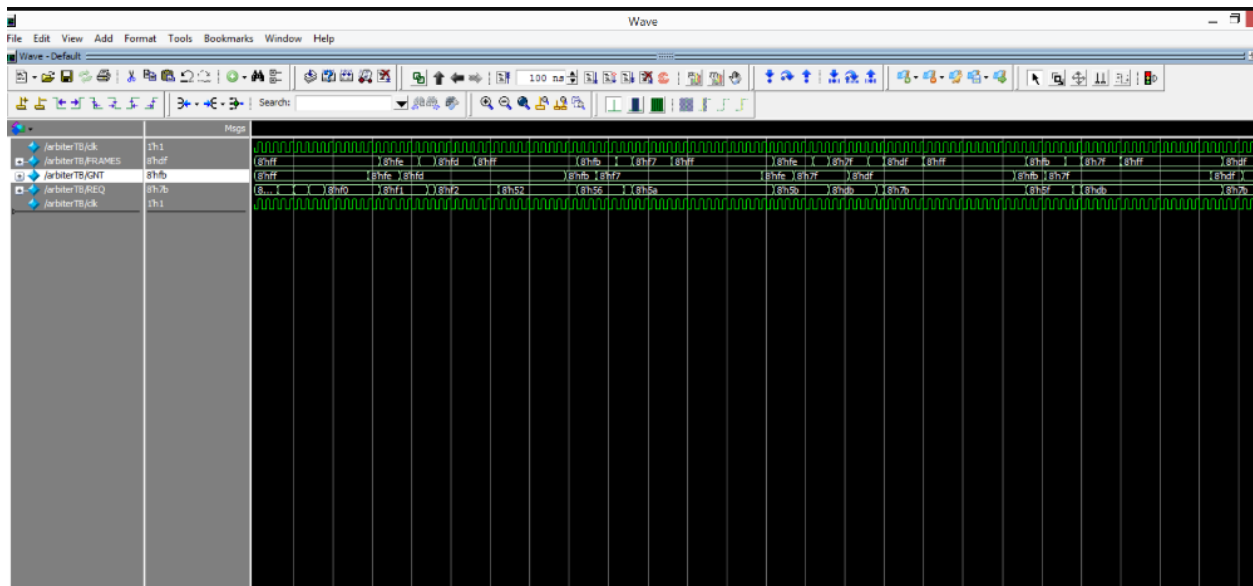 Wave
File Edit View Add Format Tools Bookmarks Window Help
Wave - Default
100 ns
Search:
Msgs
/arbiterTB/clk 1'h1
/arbiterTB/FRAMES 8'hdf 8'hff 8'hfe 8'hfd 8'hff 8'hfb 8'hf7 8'hff 8'hfe 8'h7f 8'hdf 8'hff 8'hfb 8'h7f 8'hff 8'hdf
/arbiterTB/GNT 8'hfb 8'hff 8'hfe 8'hfd 8'hfb 8'hf7 8'hfe 8'h7f 8'hdf 8'hfb 8'h7f 8'hdf
/arbiterTB/REQ 8'h7b 8... 8'hf0 8'hf1 8'hf2 8'h52 8'h56 8'h5a 8'h5b 8'hdb 8'h7b 8'h5f 8'hdb 8'h7b
/arbiterTB/clk 1'h1